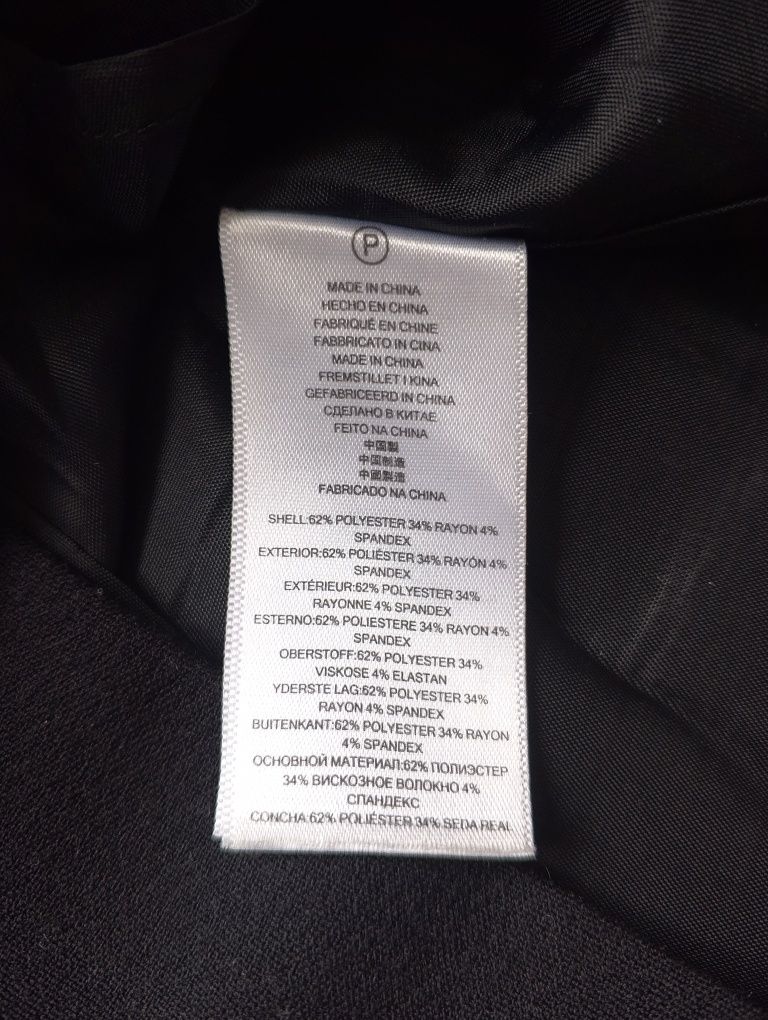 P
MADE IN CHINA
HECHO EN CHINA
FABRIQUÉ EN CHINE
FABBRICATO IN CINA
MADE IN CHINA
FREMSTILLET I KINA
GEFABRICEERD IN CHINA
СДЕЛАНО В КИТАЕ
FEITO NA CHINA
中国製
中国制造
中國製造
FABRICADO NA CHINA
SHELL:62% POLYESTER 34% RAYON 4%
SPANDEX
EXTERIOR:62% POLIÉSTER 34% RAYÓN 4%
SPANDEX
EXTÉRIEUR:62% POLYESTER 34%
RAYONNE 4% SPANDEX
ESTERNO:62% POLIESTERE 34% RAYON 4%
SPANDEX
OBERSTOFF:62% POLYESTER 34%
VISKOSE 4% ELASTAN
YDERSTE LAG:62% POLYESTER 34%
RAYON 4% SPANDEX
BUITENKANT:62% POLYESTER 34% RAYON
4% SPANDEX
ОСНОВНОЙ МАТЕРИАЛ:62% ПОЛИЭСТЕР
34% ВИСКОЗНОЕ ВОЛОКНО 4%
СПАНДЕКС
CONCHA:62% POLIÉSTER 34% SEDA REAL